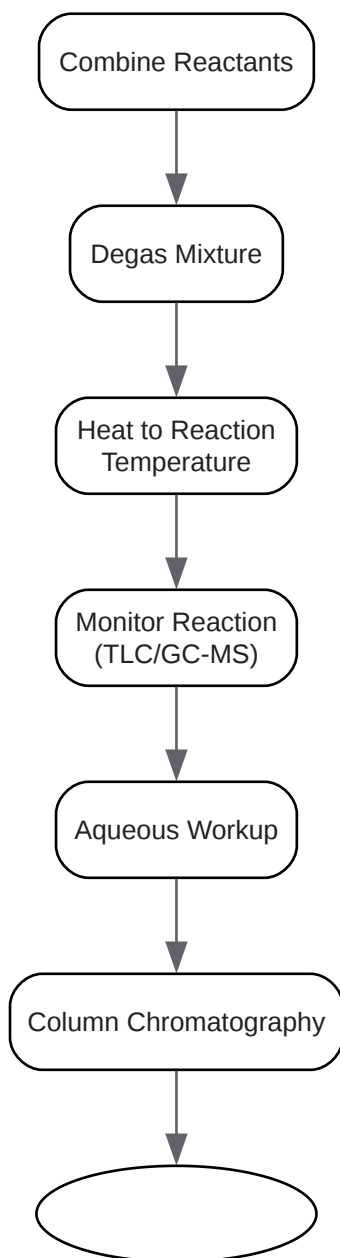 Combine Reactants
Degas Mixture
Heat to Reaction
Temperature
Monitor Reaction
(TLC/GC-MS)
Aqueous Workup
Column Chromatography